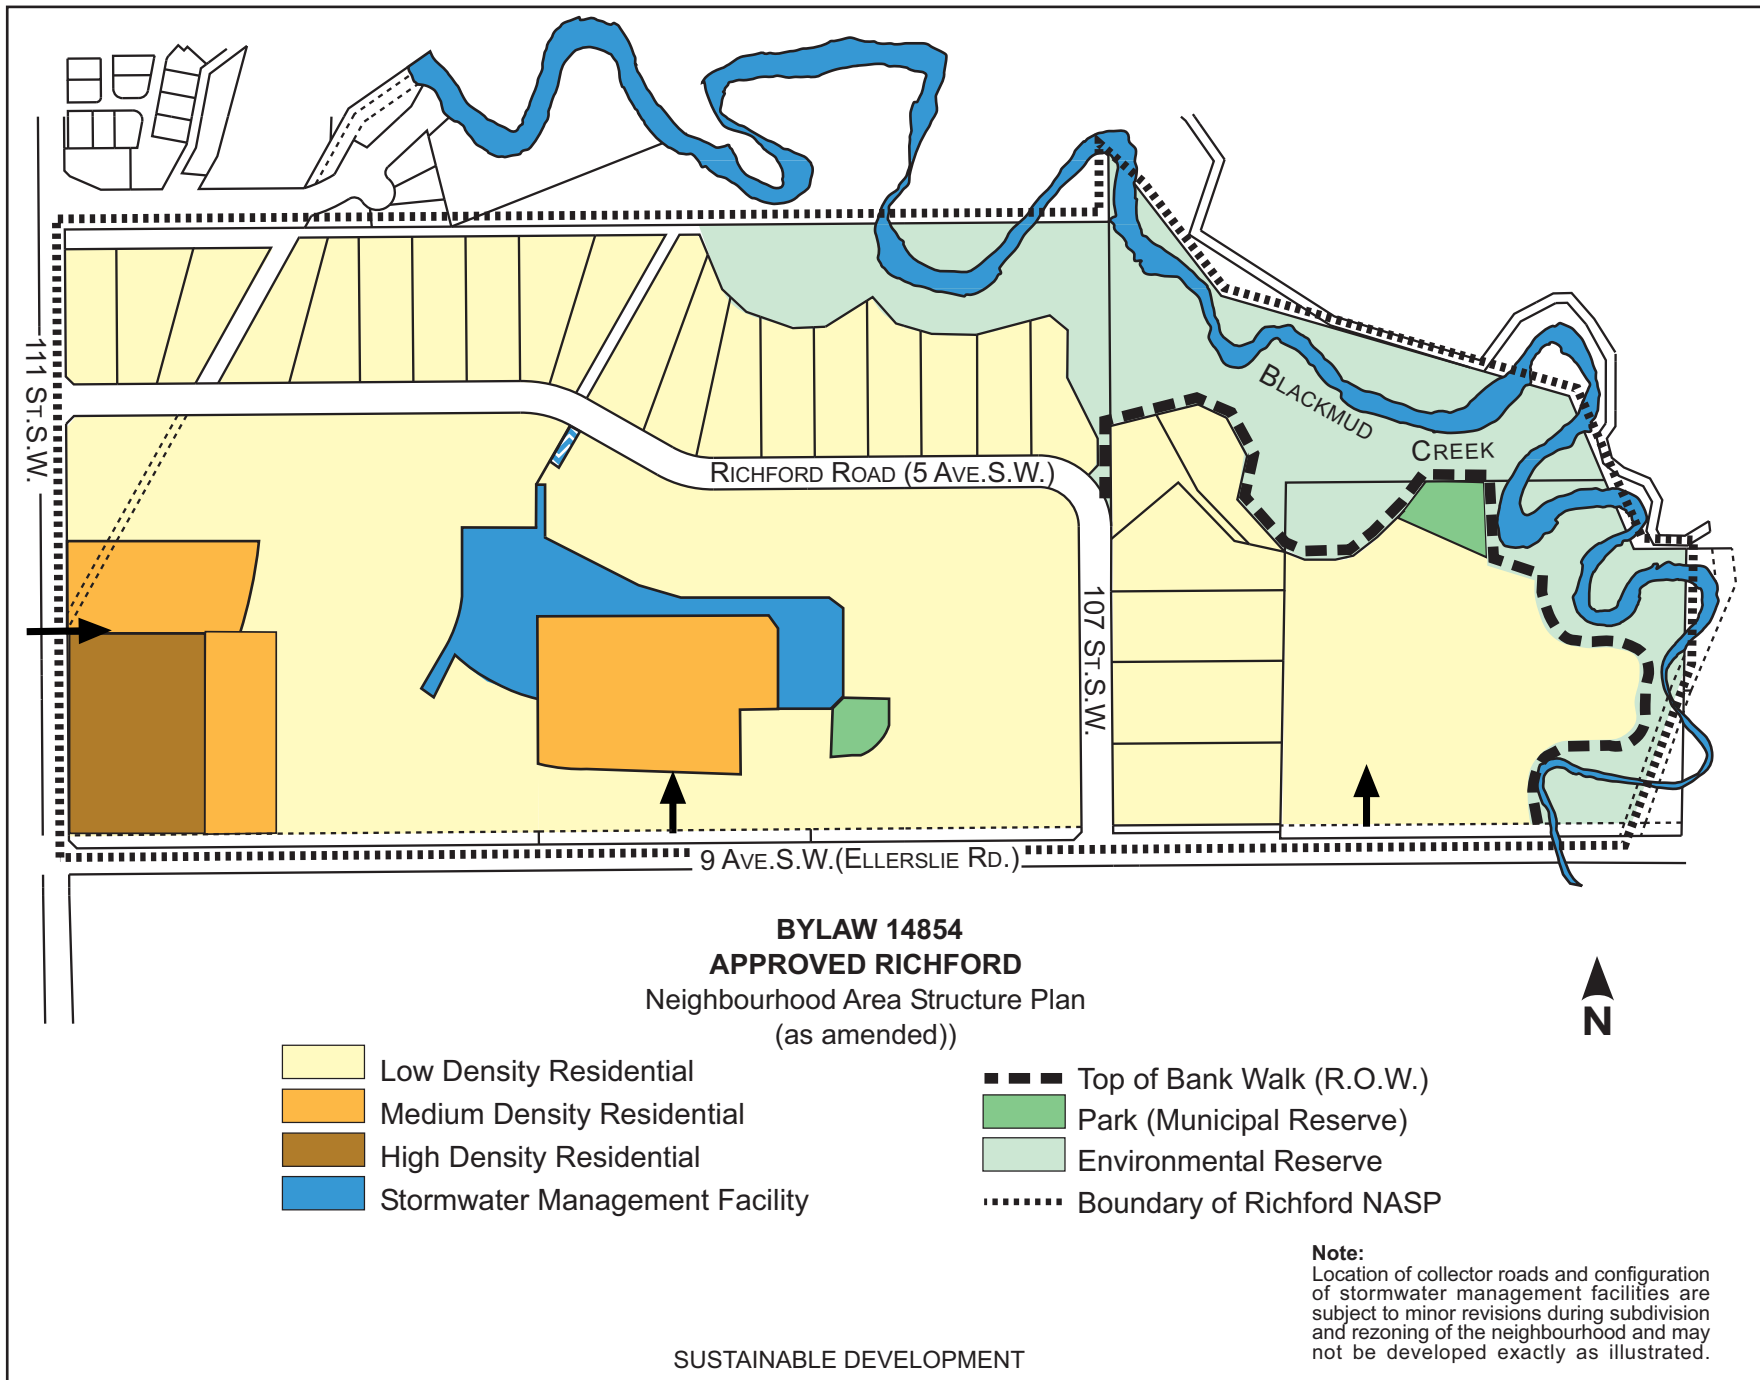 111 ST.S.W.
BLACKMUD
CREEK
RICHFORD ROAD (5 AVE.S.W.)
107 ST.S.W.
9 AVE.S.W.(ELLERSLIE RD.)
BYLAW 14854
APPROVED RICHFORD
Neighbourhood Area Structure Plan
(as amended))
N
Low Density Residential
Medium Density Residential
High Density Residential
Stormwater Management Facility
Top of Bank Walk (R.O.W.)
Park (Municipal Reserve)
Environmental Reserve
Boundary of Richford NASP
Note:
Location of collector roads and configuration
of stormwater management facilities are
subject to minor revisions during subdivision
and rezoning of the neighbourhood and may
not be developed exactly as illustrated.
SUSTAINABLE DEVELOPMENT